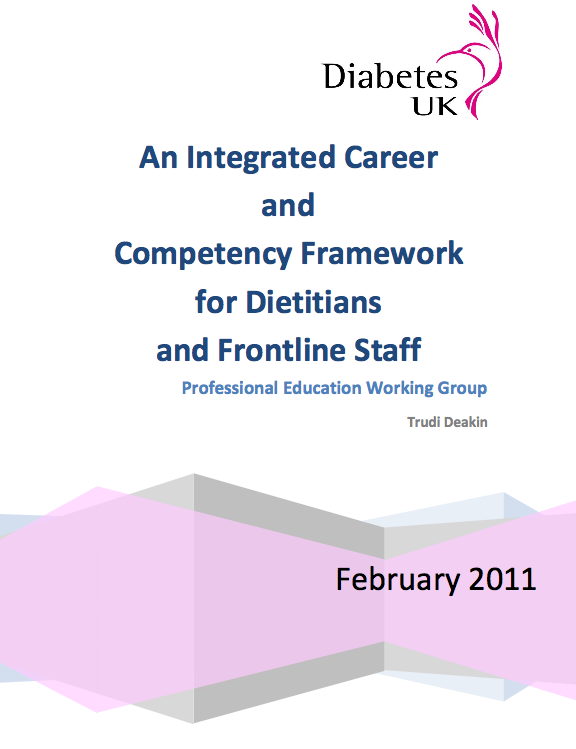 Diabetes
UK
An Integrated Career
and
Competency Framework
for Dietitians
and Frontline Staff
Professional Education Working Group
Trudi Deakin
February 2011